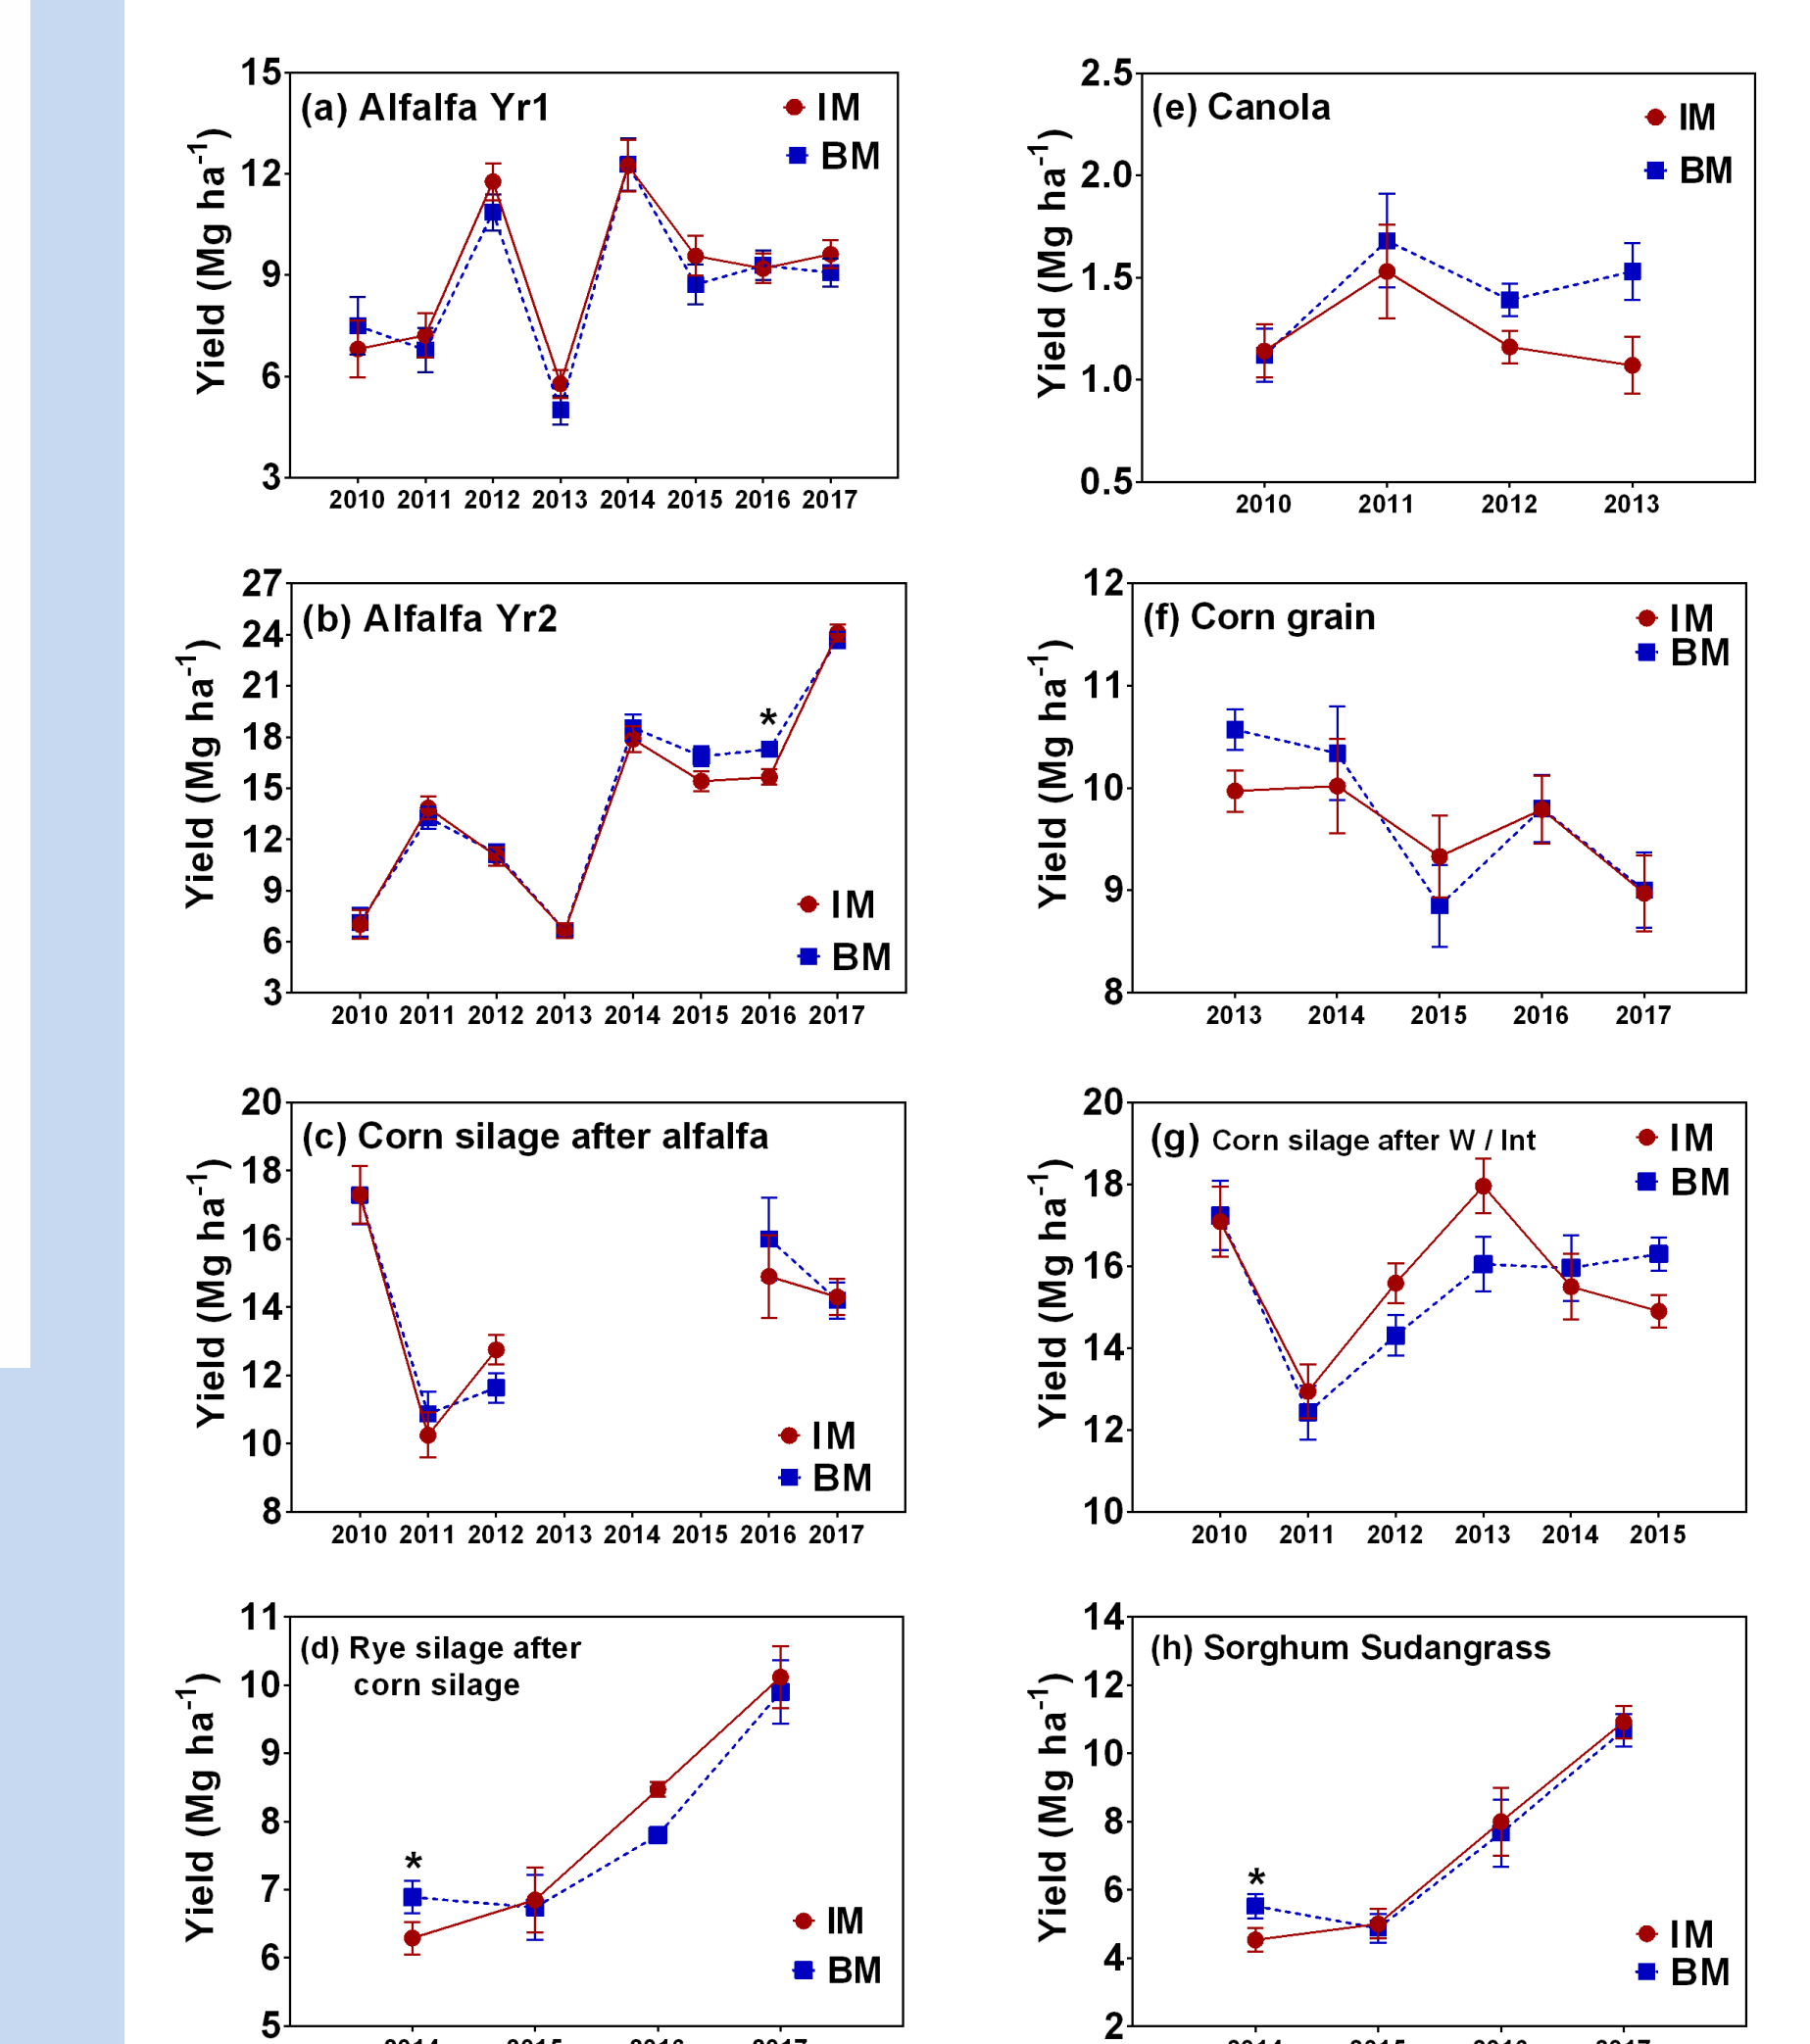 (a) Alfalfa Yr1
IM
BM
Yield (Mg ha-1)
15
12
9
6
3
2010 2011 2012 2013 2014 2015 2016 2017
(e) Canola
IM
BM
Yield (Mg ha-1)
2.5
2.0
1.5
1.0
0.5
2010 2011 2012 2013
(b) Alfalfa Yr2
*
IM
BM
Yield (Mg ha-1)
27
24
21
18
15
12
9
6
3
2010 2011 2012 2013 2014 2015 2016 2017
(f) Corn grain
IM
BM
Yield (Mg ha-1)
12
11
10
9
8
2013 2014 2015 2016 2017
(c) Corn silage after alfalfa
IM
BM
Yield (Mg ha-1)
20
18
16
14
12
10
8
2010 2011 2012 2013 2014 2015 2016 2017
(g) Corn silage after W / Int
IM
BM
Yield (Mg ha-1)
20
18
16
14
12
10
2010 2011 2012 2013 2014 2015
(d) Rye silage after
corn silage
*
IM
BM
Yield (Mg ha-1)
11
10
9
8
7
6
5
2014 2015 2016 2017
(h) Sorghum Sudangrass
*
IM
BM
Yield (Mg ha-1)
14
12
10
8
6
4
2
2014 2015 2016 2017